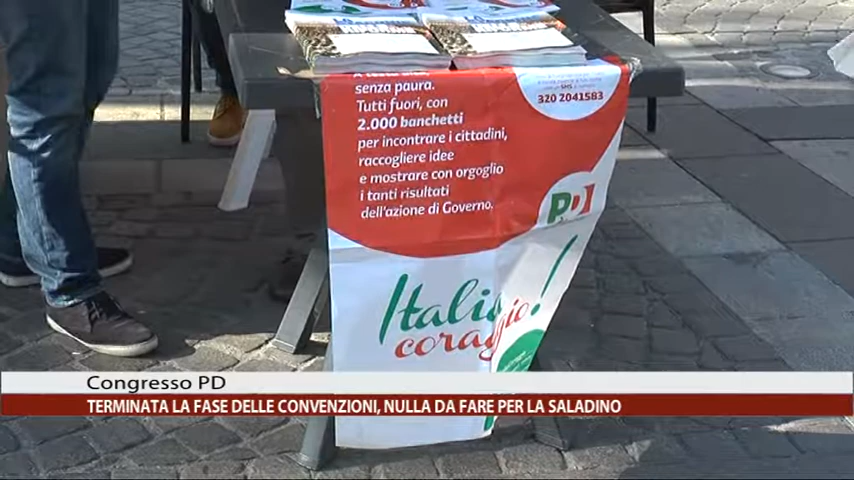 senza paura.
Tutti fuori, con
2.000 banchetti
per incontrare i cittadini,
raccogliere idee
e mostrare con orgoglio
i tanti risultati
dell'azione di Governo.
320 2041583
PD
Italia
coraggio!
Congresso PD
TERMINATA LA FASE DELLE CONVENZIONI, NULLA DA FARE PER LA SALADINO